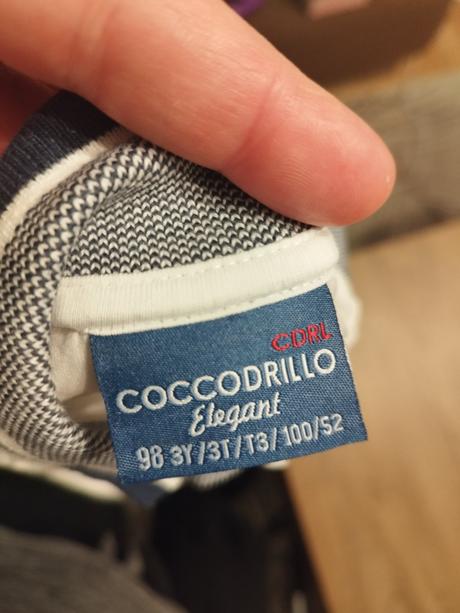 CDRL
COCCODRILLO
Elegant
98 3Y/3T/T3/100/52